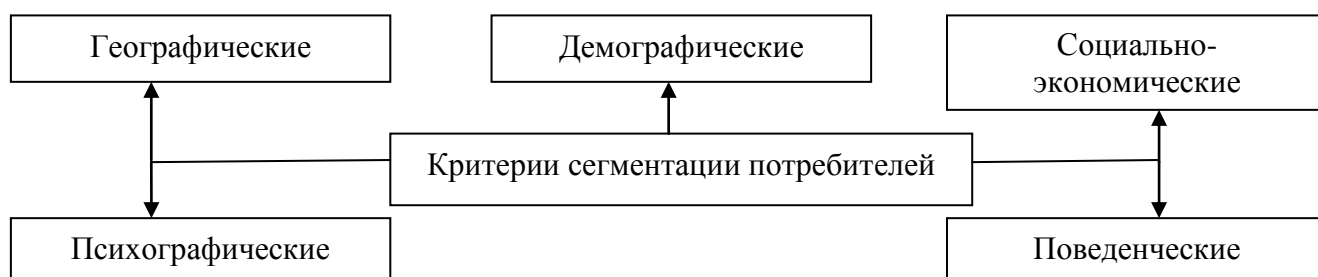 Географические
Демографические
Социально-
экономические
Критерии сегментации потребителей
Психографические
Поведенческие